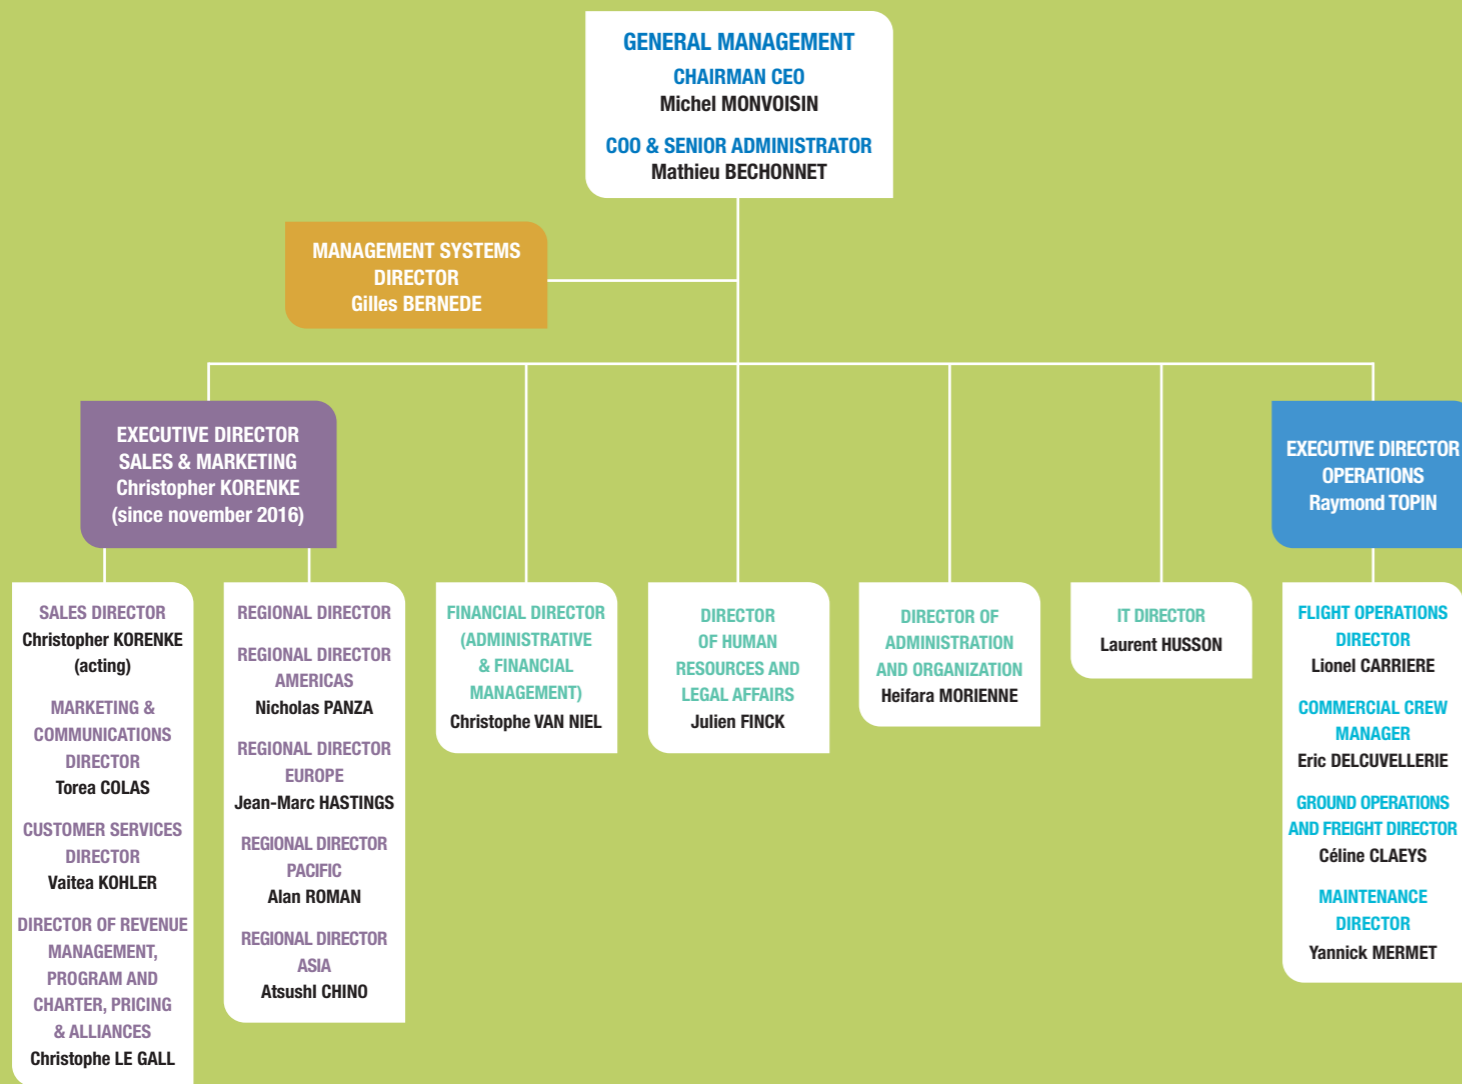 GENERAL MANAGEMENT
CHAIRMAN CEO
Michel MONVOISIN
COO & SENIOR ADMINISTRATOR
Mathieu BECHONNET
MANAGEMENT SYSTEMS
DIRECTOR
Gilles BERNEDE
EXECUTIVE DIRECTOR
SALES & MARKETING
Christopher KORENKE
(since november 2016)
EXECUTIVE DIRECTOR
OPERATIONS
Raymond TOPIN
SALES DIRECTOR
Christopher KORENKE
(acting)
MARKETING &
COMMUNICATIONS
DIRECTOR
Torea COLAS
CUSTOMER SERVICES
DIRECTOR
Vaitea KOHLER
DIRECTOR OF REVENUE
MANAGEMENT,
PROGRAM AND
CHARTER, PRICING
& ALLIANCES
Christophe LE GALL
REGIONAL DIRECTOR
REGIONAL DIRECTOR
AMERICAS
Nicholas PANZA
REGIONAL DIRECTOR
EUROPE
Jean-Marc HASTINGS
REGIONAL DIRECTOR
PACIFIC
Alan ROMAN
REGIONAL DIRECTOR
ASIA
AtsushI CHINO
FINANCIAL DIRECTOR
(ADMINISTRATIVE
& FINANCIAL
MANAGEMENT)
Christophe VAN NIEL
DIRECTOR
OF HUMAN
RESOURCES AND
LEGAL AFFAIRS
Julien FINCK
DIRECTOR OF
ADMINISTRATION
AND ORGANIZATION
Heifara MORIENNE
IT DIRECTOR
Laurent HUSSON
FLIGHT OPERATIONS
DIRECTOR
Lionel CARRIERE
COMMERCIAL CREW
MANAGER
Eric DELCUVELLERIE
GROUND OPERATIONS
AND FREIGHT DIRECTOR
Céline CLAEYS
MAINTENANCE
DIRECTOR
Yannick MERMET